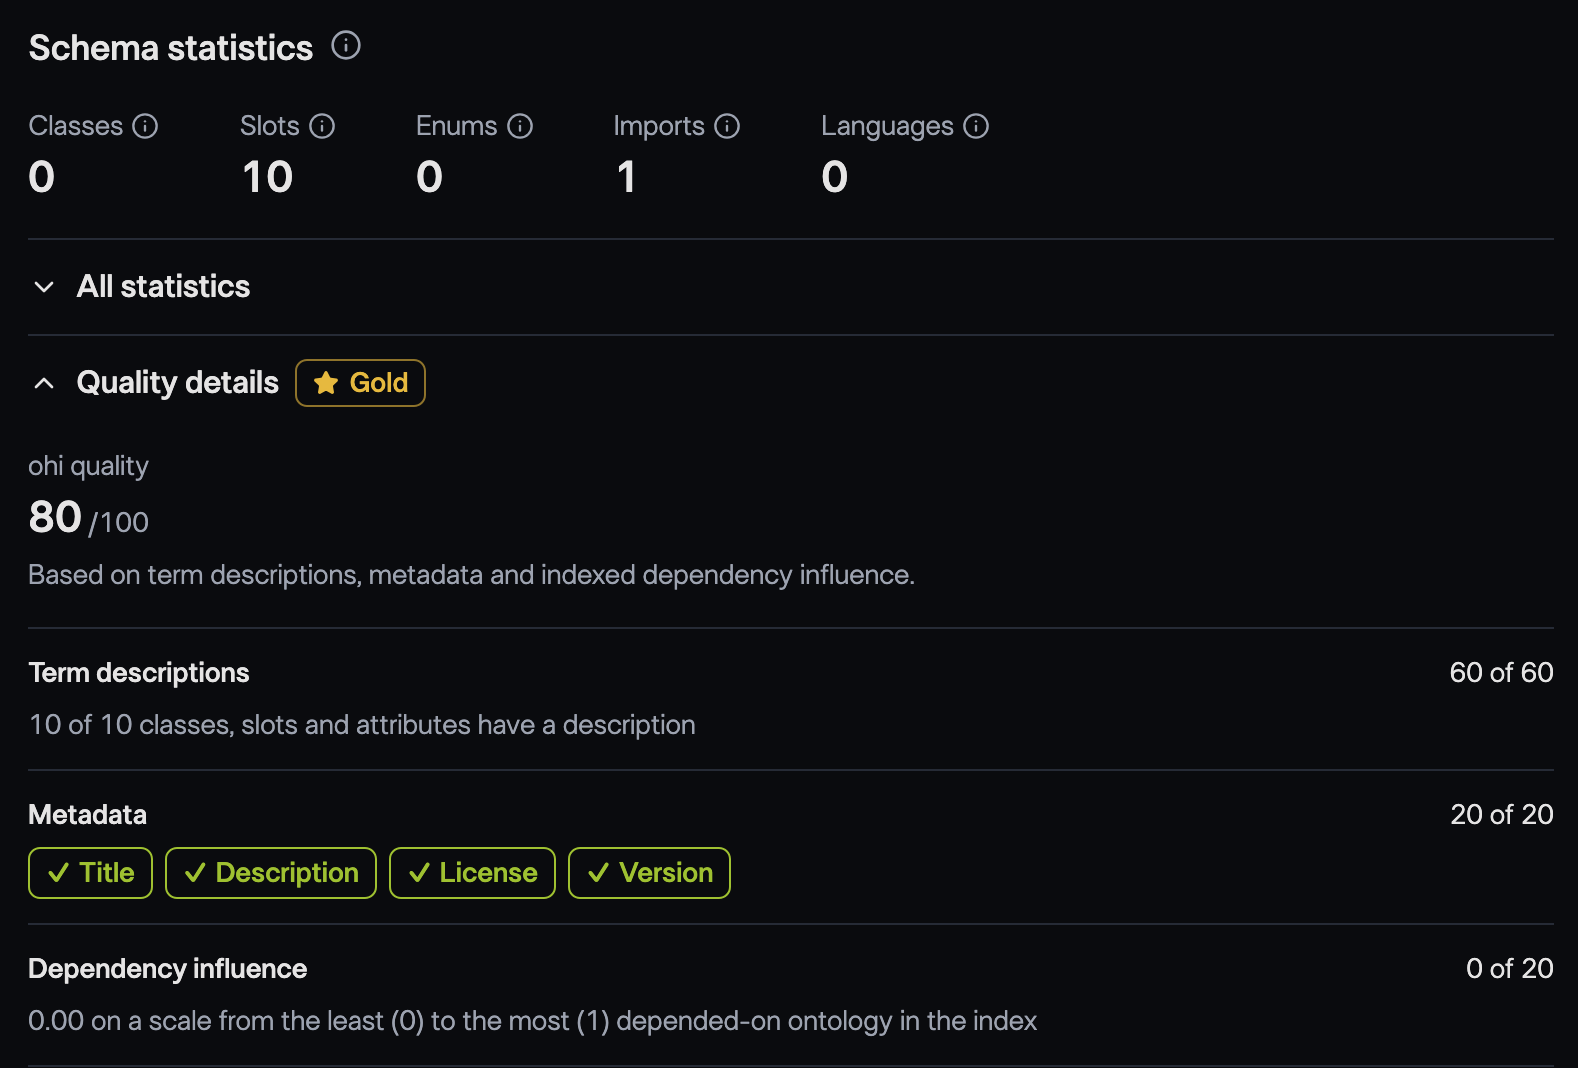 Schema statistics
Classes Slots Enums Imports Languages
0 10 0 1 0
All statistics
Quality details Gold
ohi quality
80 /100
Based on term descriptions, metadata and indexed dependency influence.
Term descriptions 60 of 60
10 of 10 classes, slots and attributes have a description
Metadata 20 of 20
✓ Title ✓ Description ✓ License ✓ Version
Dependency influence 0 of 20
0.00 on a scale from the least (0) to the most (1) depended-on ontology in the index